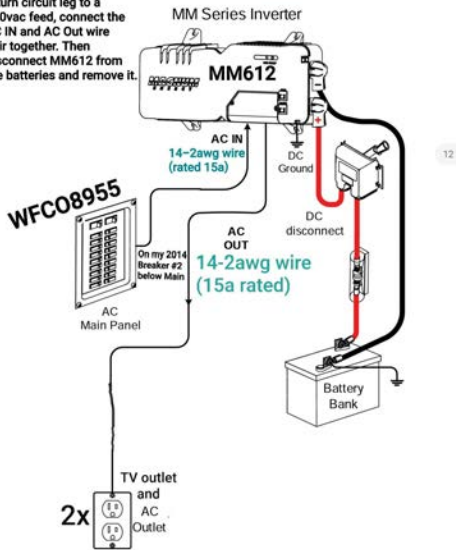 turn circuit leg to a
0vac feed, connect the
IN and AC Out wire
ir together. Then
sconnect MM612 from
e batteries and remove it.
MM Series Inverter
MM612
AC IN
14-2awg wire
(rated 15a)
DC
Ground
12
WFCO8955
DC
disconnect
AC
OUT
On my 2014
Breaker #2
below Main
14-2awg wire
(15a rated)
AC
Main Panel
Battery
Bank
TV outlet
and
2x AC
Outlet